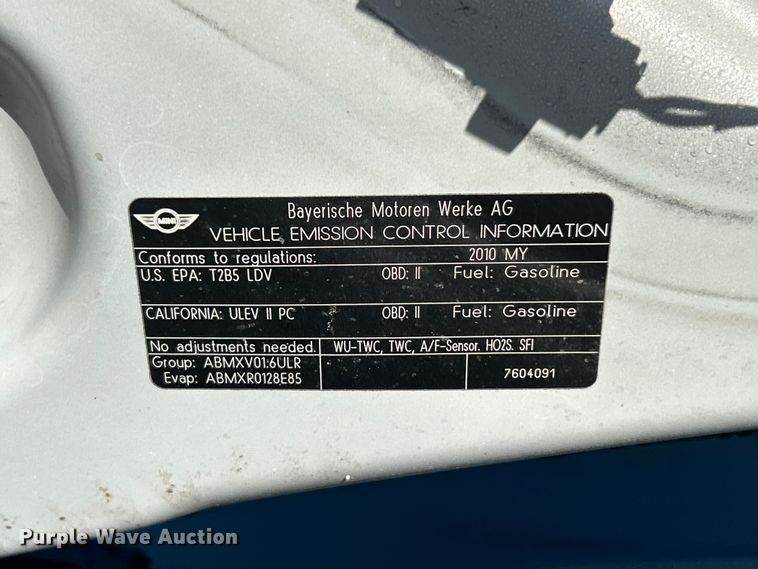 MINI
Bayerische Motoren Werke AG
VEHICLE EMISSION CONTROL INFORMATION
Conforms to regulations: 2010 MY
U.S. EPA: T2B5 LDV OBD: II Fuel: Gasoline
CALIFORNIA: ULEV II PC OBD: II Fuel: Gasoline
No adjustments needed. WU-TWC, TWC, A/F-Sensor. HO2S. SFI
Group: ABMXV01.6ULR
Evap: ABMXR0128E85 7604091
Purple Wave Auction